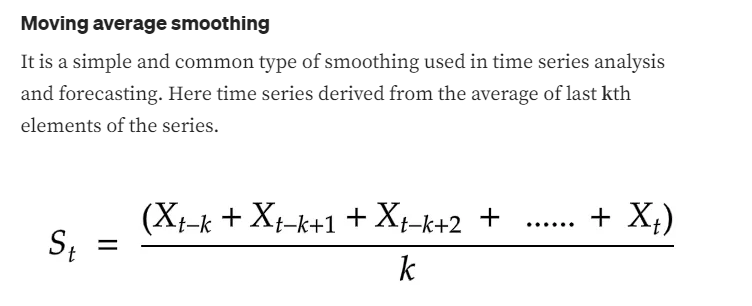 Moving average smoothing
It is a simple and common type of smoothing used in time series analysis
and forecasting. Here time series derived from the average of last kth
elements of the series.
S_t = (X_{t-k} + X_{t-k+1} + X_{t-k+2} + ...... + X_t) / k